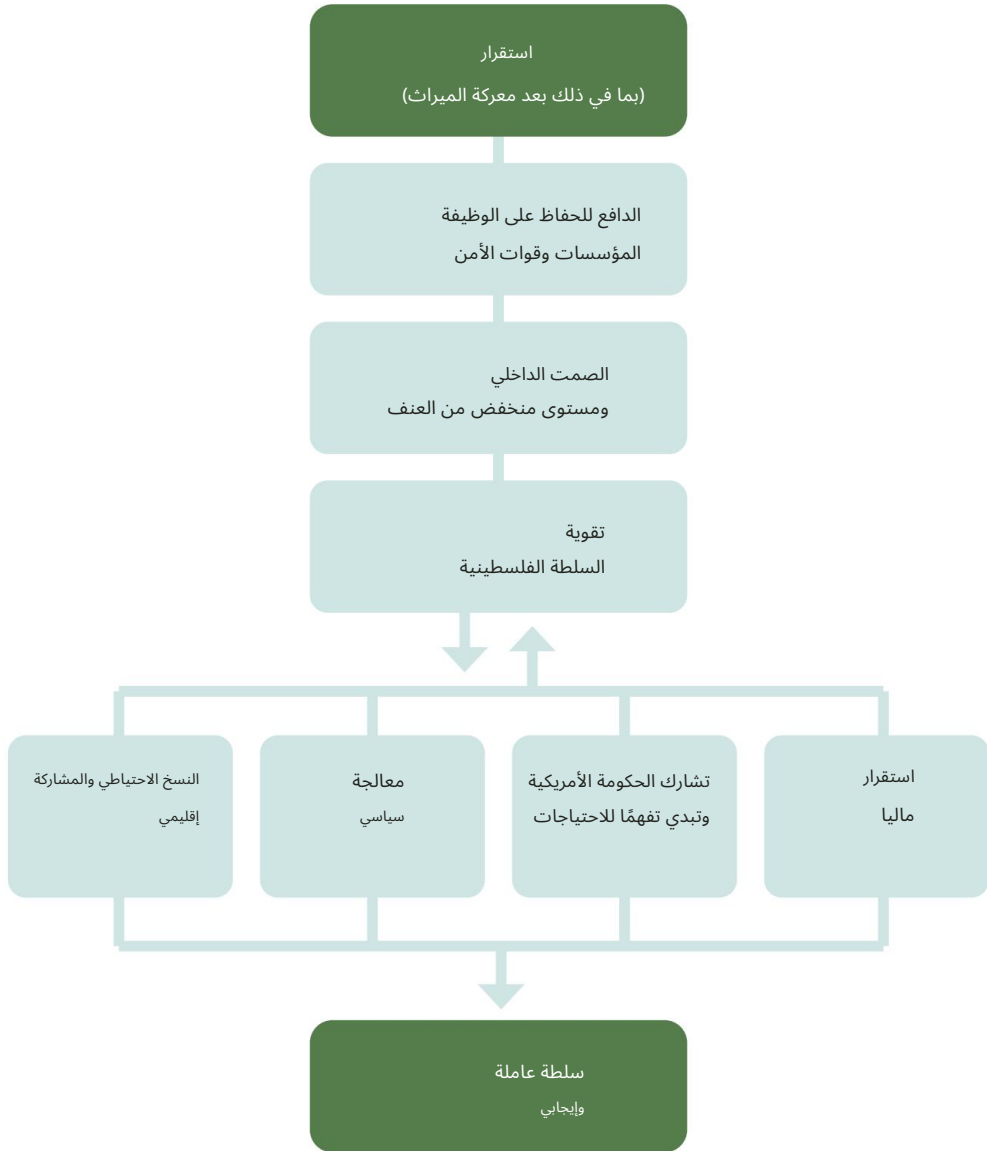 استقرار
(بما في ذلك بعد معركة الميراث)
الدافع للحفاظ على الوظيفة
المؤسسات وقوات الأمن
الصمت الداخلي
ومستوى منخفض من العنف
تقوية
السلطة الفلسطينية
استقرار
ماليا
تشارك الحكومة الأمريكية
وتبدي تفهمًا للاحتياجات
معالجة
سياسي
النسخ الاحتياطي والمشاركة
إقليمي
سلطة عاملة
وإيجابي